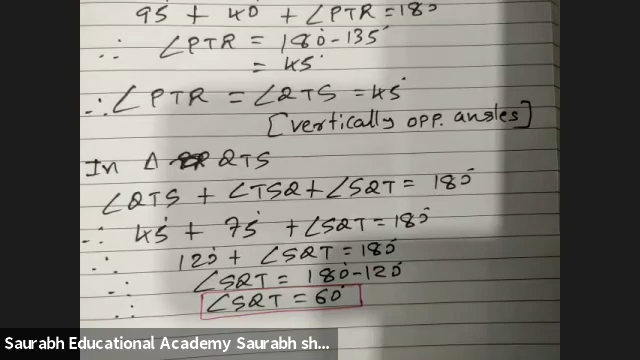 95° + 40° + ∠PTR = 180°
∴ ∠PTR = 180° - 135°
= 45°
∴ ∠PTR = ∠QTS = 45°
[vertically opp. angles]
In Δ QTS
∠QTS + ∠TSQ + ∠SQT = 180°
∴ 45° + 75° + ∠SQT = 180°
∴ 120° + ∠SQT = 180°
∴ ∠SQT = 180° - 120°
∴ ∠SQT = 60°
Saurabh Educational Academy Saurabh sh...